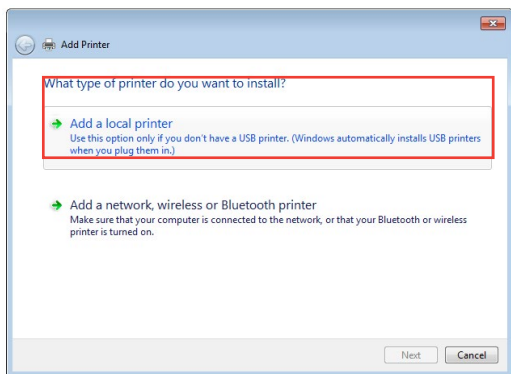 Add Printer
What type of printer do you want to install?
Add a local printer
Use this option only if you don't have a USB printer. (Windows automatically installs USB printers
when you plug them in.)
Add a network, wireless or Bluetooth printer
Make sure that your computer is connected to the network, or that your Bluetooth or wireless
printer is turned on.
Next Cancel